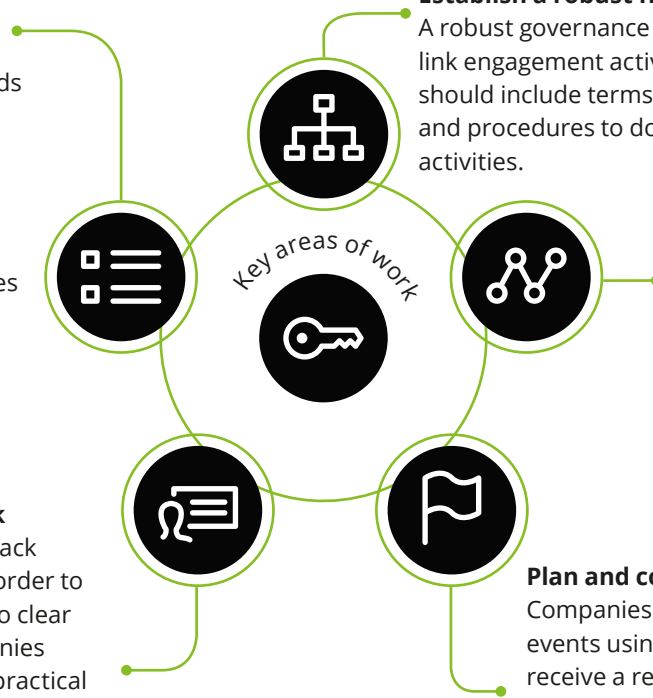 A robust governance
link engagement activ
should include terms
and procedures to do
activities.
ds
es
Key areas of work
k
ack
order to
o clear
nies
practical
Plan and co
Companies
events usin
receive a re